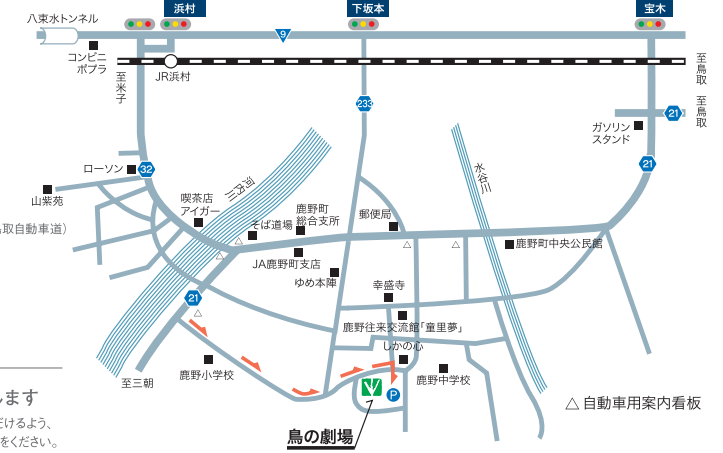 浜村
下坂本
宝木
八束水トンネル
9
コンビニ
ポプラ
至米子
JR浜村
至鳥取
至鳥取
233
21
ガソリン
スタンド
ローソン
32
21
山紫苑
河内川
水谷川
喫茶店
アイガー
そば道場
鹿野町
総合支所
郵便局
取自動車道)
JA鹿野町支店
鹿野町中央公民館
ゆめ本陣
幸盛寺
21
鹿野往来交流館「童里夢」
しかの心
鹿野小学校
鹿野中学校
至三朝
P
します
だけるよう、
をください。
△自動車用案内看板
鳥の劇場